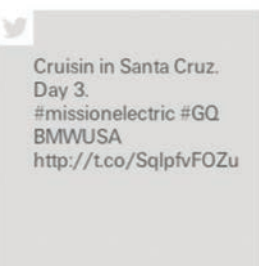 Cruisin in Santa Cruz.
Day 3.
#missionelectric #GQ
BMWUSA
http://t.co/SqlpfvFOZu